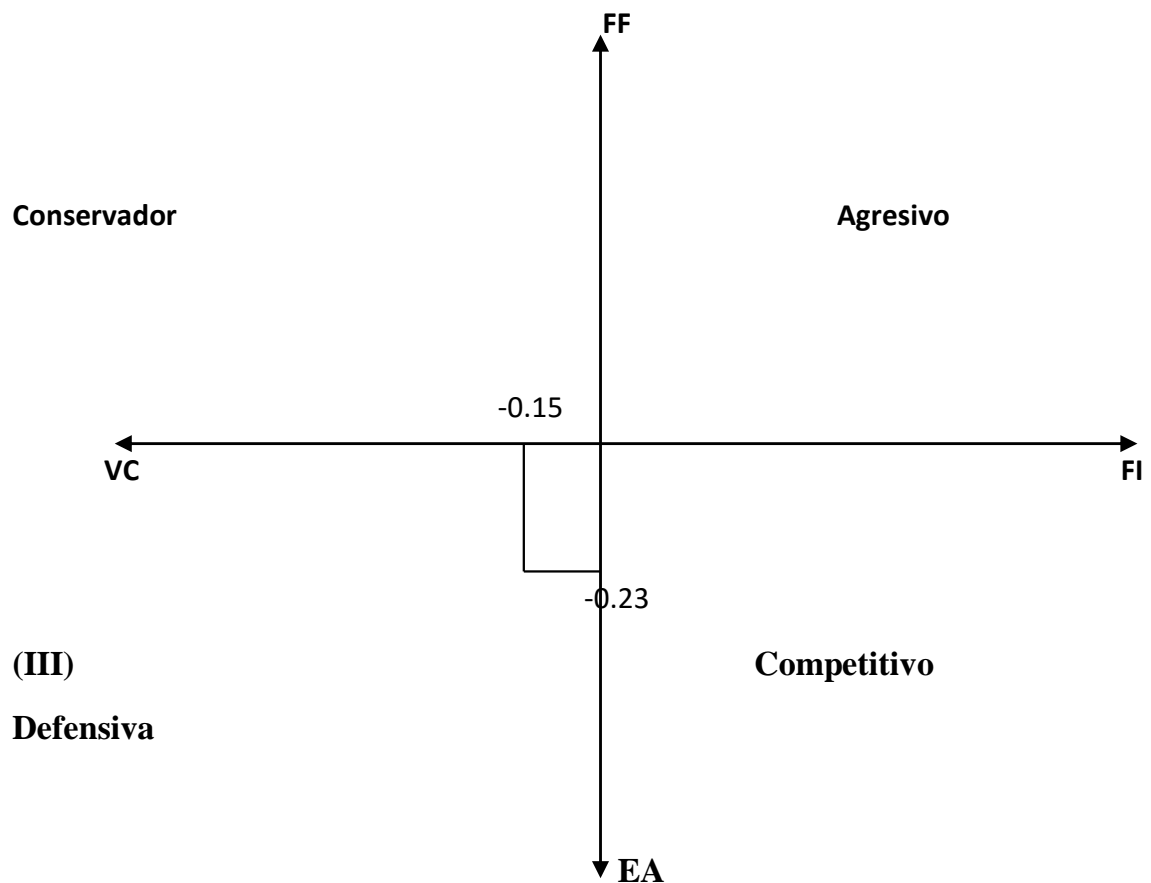 FF
Conservador Agresivo
-0.15
VC FI
-0.23
(III) Competitivo
Defensiva
EA